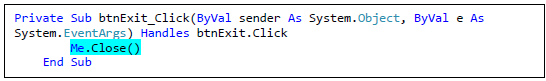 Private Sub btnExit_Click(ByVal sender As System.Object, ByVal e As
System.EventArgs) Handles btnExit.Click
Me.Close()
End Sub